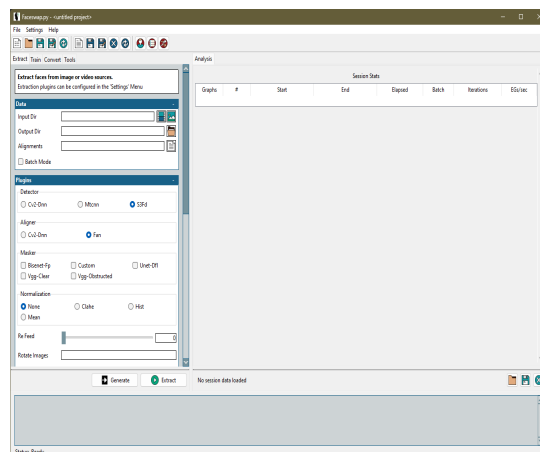 Faceswap.py - <untitled project>
File Settings Help
Extract Train Convert Tools
Analysis
Extract faces from image or video sources.
Extraction plugins can be configured in the 'Settings' Menu
Data
Input Dir
Output Dir
Alignments
Batch Mode
Plugins
Detector
Cv2-Dnn Mtcnn S3Fd
Aligner
Cv2-Dnn Fan
Masker
Bisenet-Fp Custom Unet-Dfl
Vgg-Clear Vgg-Obstructed
Normalization
None Clahe Hist
Mean
Re Feed 0
Rotate Images
Generate Extract
Session Stats
Graphs # Start End Elapsed Batch Iterations EGs/sec
No session data loaded
Status: Ready